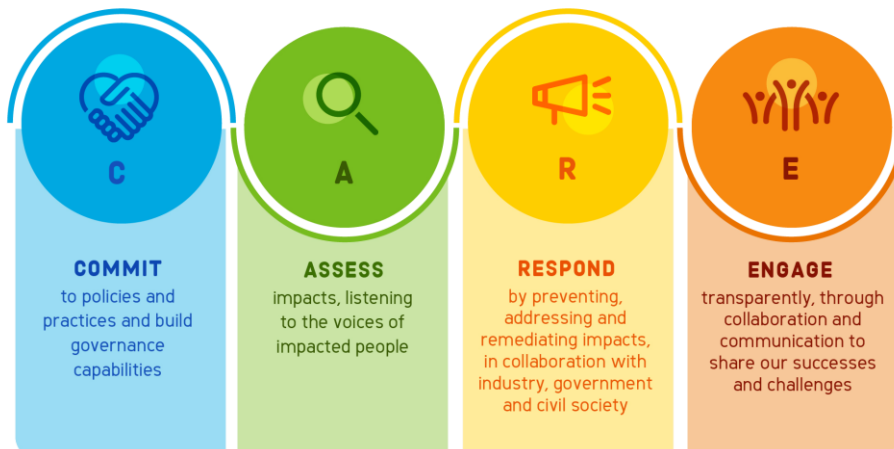 C
COMMIT
to policies and
practices and build
governance
capabilities
A
ASSESS
impacts, listening
to the voices of
impacted people
R
RESPOND
by preventing,
addressing and
remediating impacts,
in collaboration with
industry, government
and civil society
E
ENGAGE
transparently, through
collaboration and
communication to
share our successes
and challenges